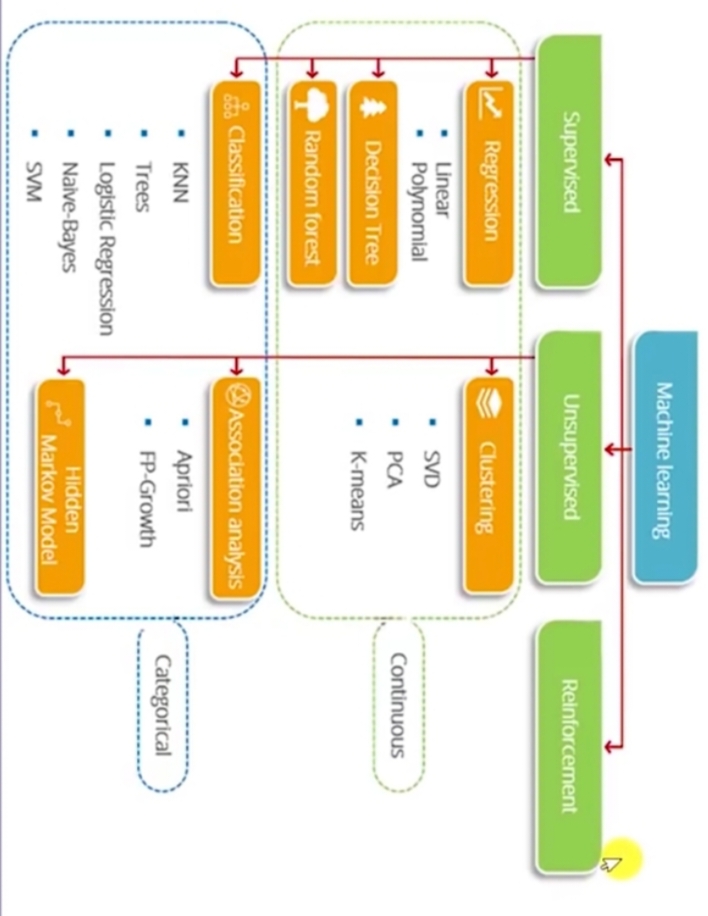 Machine learning
Supervised
Unsupervised
Reinforcement
Regression
Linear
Polynomial
Decision Tree
Random forest
Clustering
SVD
PCA
K-means
Continuous
Classification
KNN
Trees
Logistic Regression
Naive-Bayes
SVM
Association analysis
Apriori
FP-Growth
Hidden
Markov Model
Categorical